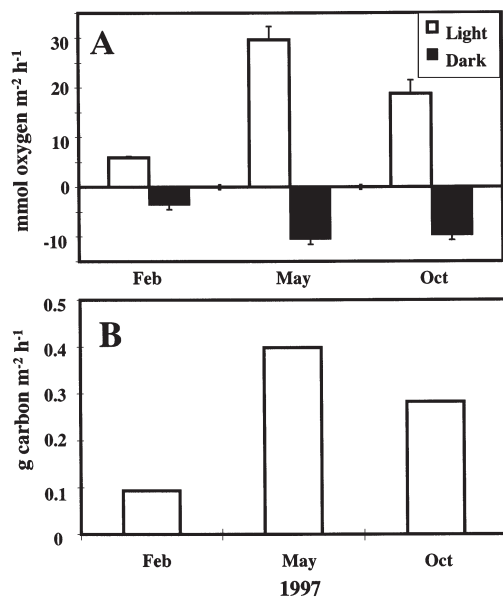 A
Light
Dark
mmol oxygen m-2 h-1
30
20
10
0
-10
Feb May Oct
B
g carbon m-2 h-1
0.5
0.4
0.3
0.2
0.1
0
Feb May Oct
1997